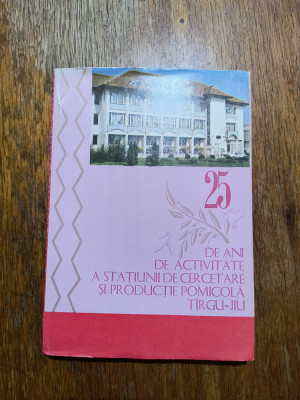 25
DE ANI
DE ACTIVITATE
A STAȚIUNII DE CERCETARE
ȘI PRODUCȚIE POMICOLĂ
TÎRGU-JIU